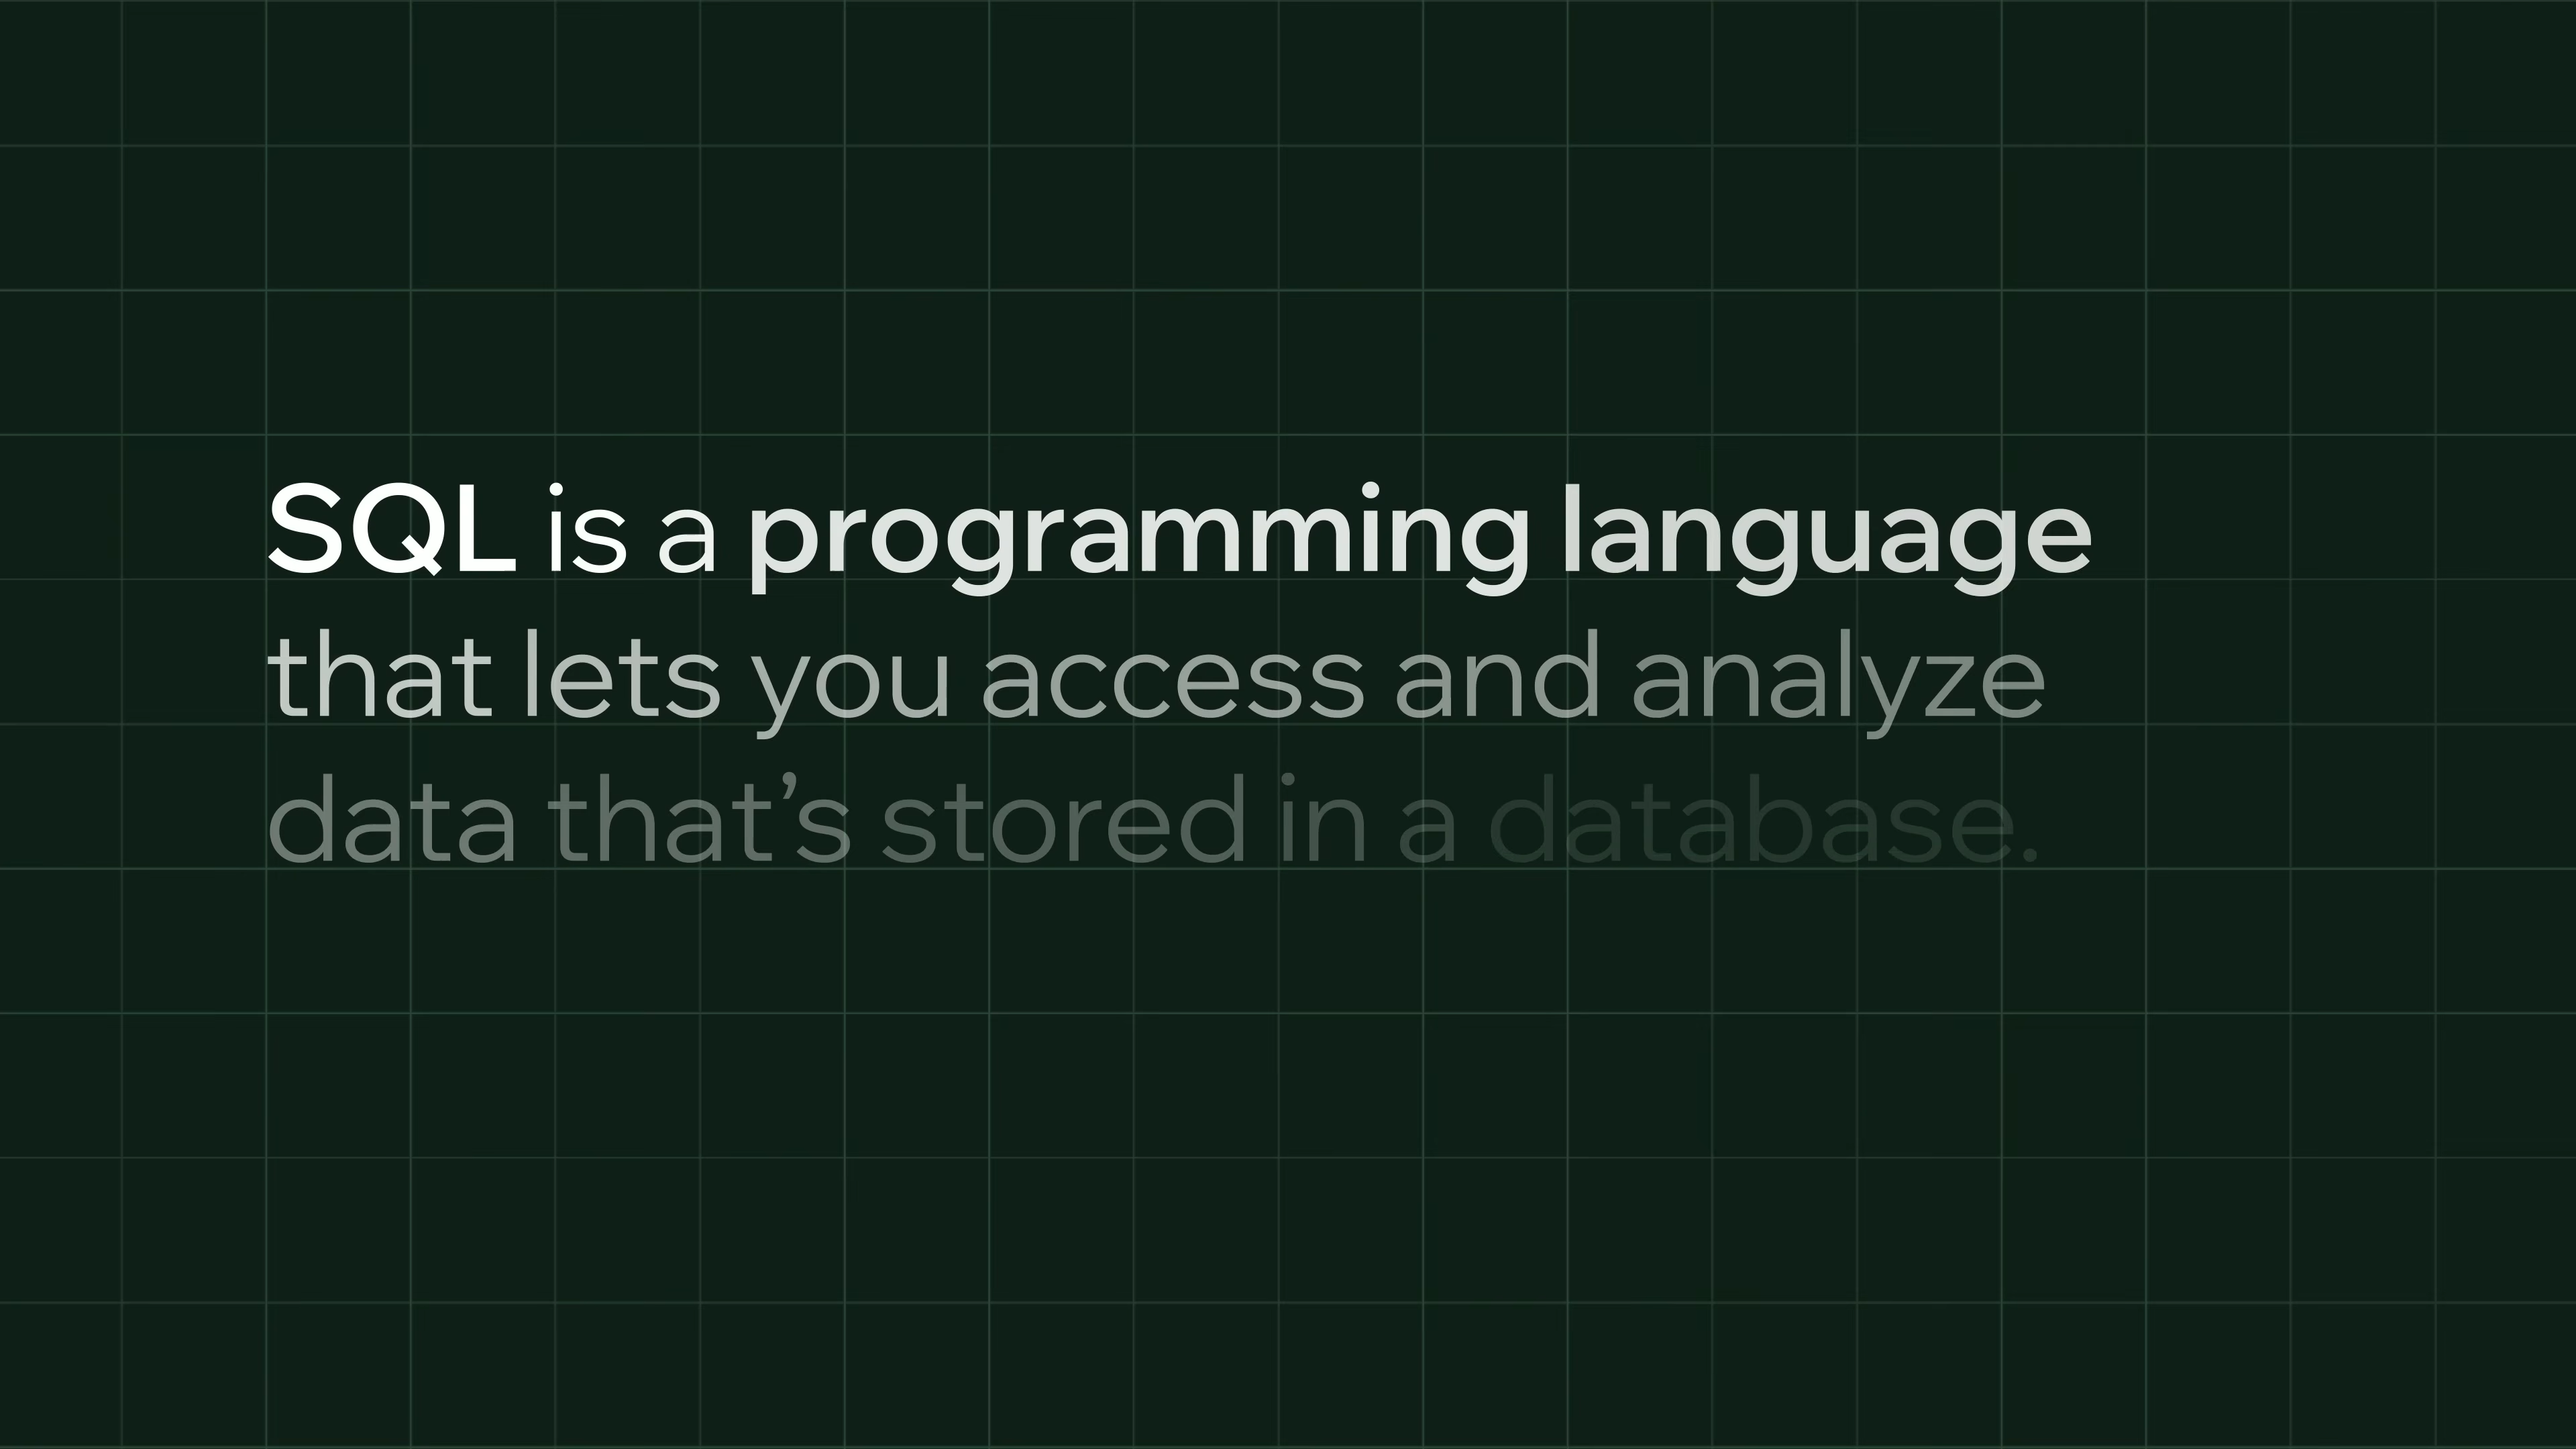 SQL is a programming language
that lets you access and analyze
data that’s stored in a database.